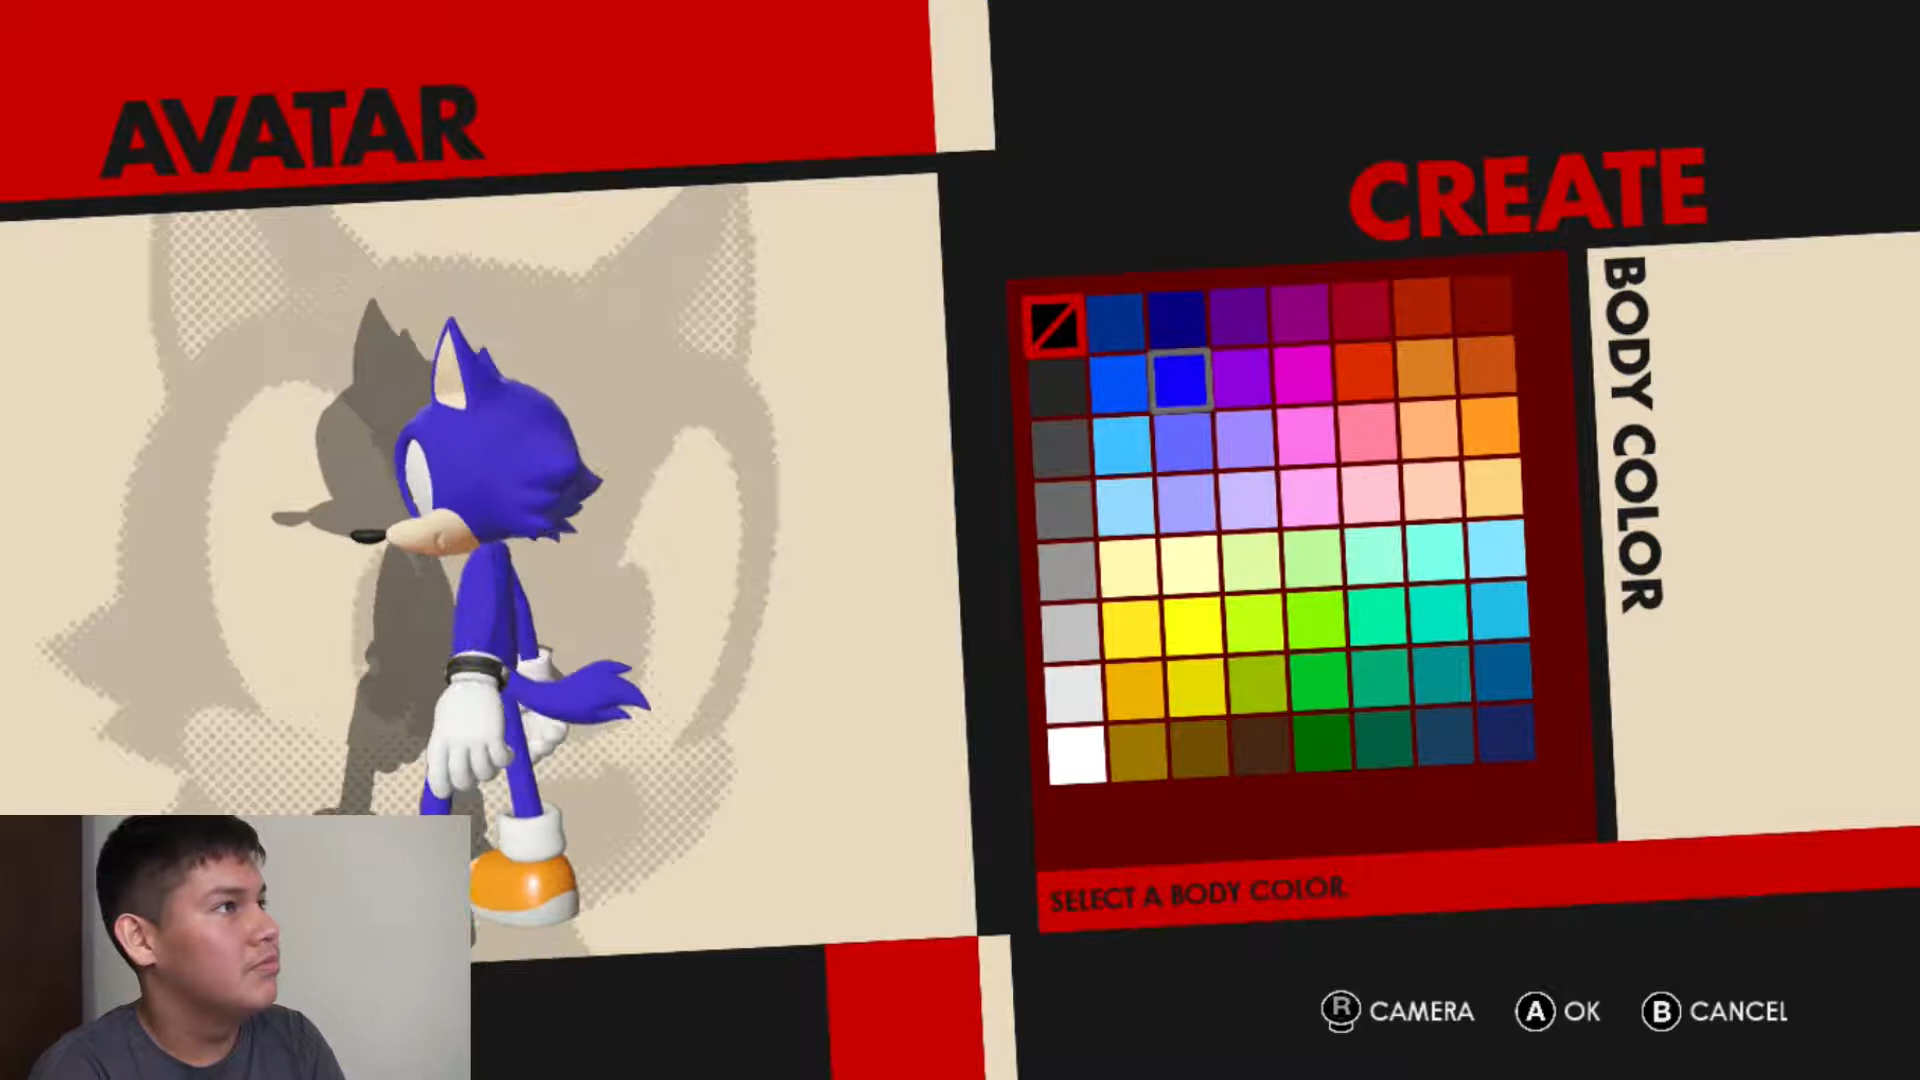 AVATAR
CREATE
BODY COLOR
SELECT A BODY COLOR.
R CAMERA A OK B CANCEL